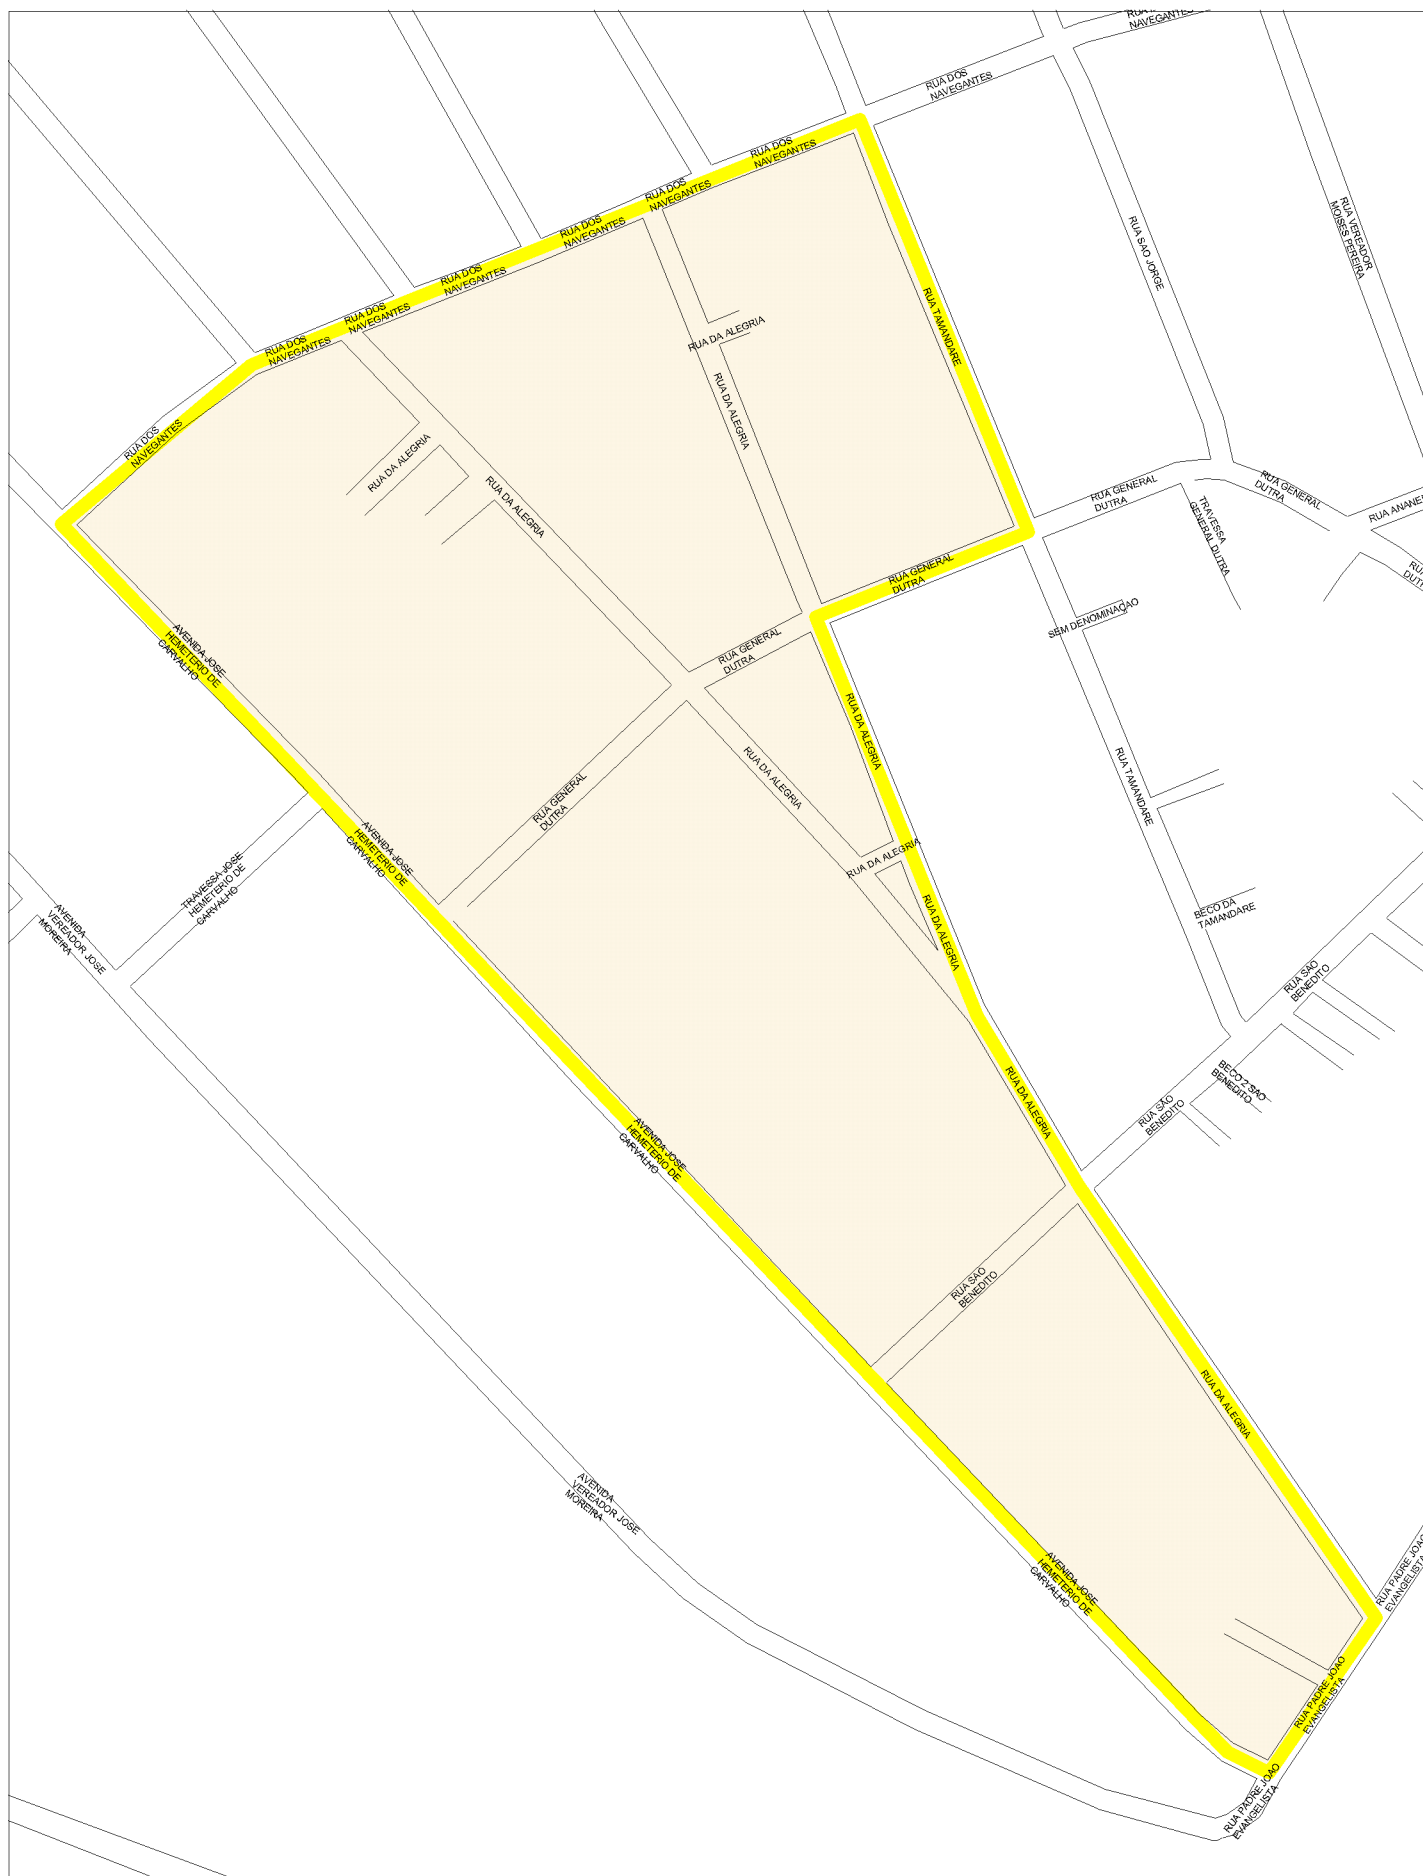 NAVEGANTES
RUA DOS
NAVEGANTES
RUA DOS
NAVEGANTES
RUA DOS
NAVEGANTES
RUA DOS
NAVEGANTES
RUA DOS
NAVEGANTES
RUA DOS
NAVEGANTES
RUA DOS
NAVEGANTES
RUA DOS
NAVEGANTES
RUA VEREADOR
MOISES PEREIRA
RUA SAO JORGE
RUA TAMANDARE
RUA DA ALEGRIA
RUA DA ALEGRIA
RUA DA ALEGRIA
RUA DA ALEGRIA
RUA GENERAL
DUTRA
RUA GENERAL
DUTRA
RUA ANANE
TRAVESSA
GENERAL DUTRA
RUA GENERAL
DUTRA
RUA
DUTR
SEM DENOMINAÇAO
RUA GENERAL
DUTRA
AVENIDA JOSE
HEMETERIO DE
CARVALHO
RUA DA ALEGRIA
RUA DA ALEGRIA
RUA TAMANDARE
RUA GENERAL
DUTRA
AVENIDA JOSE
HEMETERIO DE
CARVALHO
RUA DA ALEGRIA
TRAVESSA JOSE
HEMETERIO DE
CARVALHO
BECO DA
TAMANDARE
AVENIDA
VEREADOR JOSE
MOREIRA
RUA DA ALEGRIA
RUA SAO
BENEDITO
RUA DA ALEGRIA
BECO 2 SAO
BENEDITO
RUA SAO
BENEDITO
AVENIDA JOSE
HEMETERIO DE
CARVALHO
RUA SAO
BENEDITO
RUA DA ALEGRIA
AVENIDA
VEREADOR JOSE
MOREIRA
AVENIDA JOSE
HEMETERIO DE
CARVALHO
RUA PADRE JOAO
EVANGELISTA
RUA PADRE JOAO
EVANGELISTA
RUA PADRE JOAO
EVANGELISTA